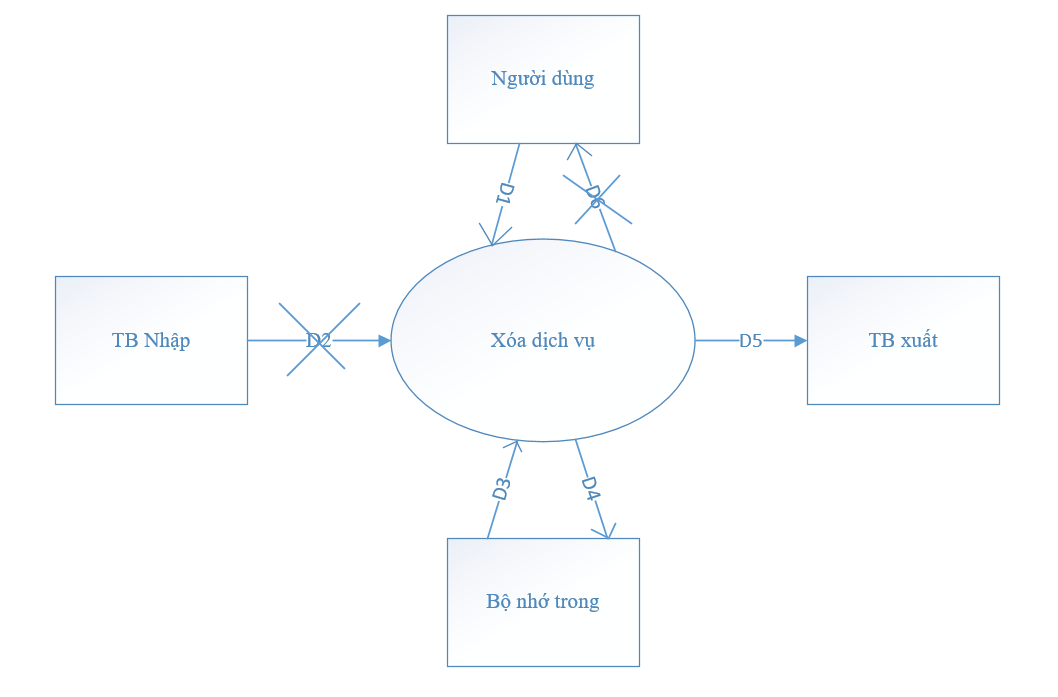 Người dùng
D1
D6
TB Nhập
D2
Xóa dịch vụ
D5
TB xuất
D3
D4
Bộ nhớ trong